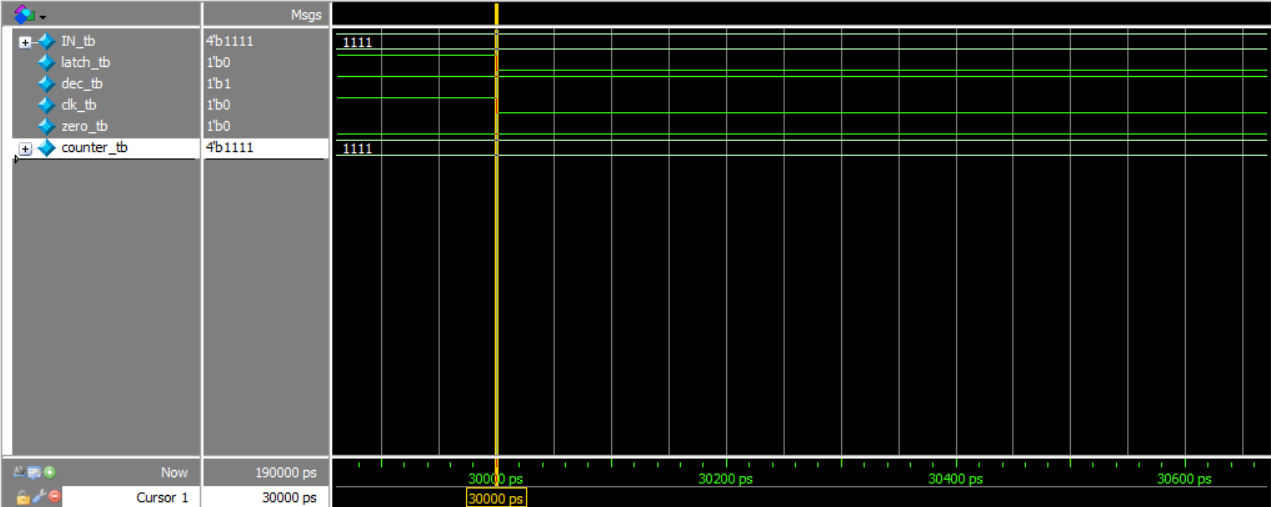 Msgs
IN_tb 4'b1111 1111
latch_tb 1'b0
dec_tb 1'b1
clk_tb 1'b0
zero_tb 1'b0
counter_tb 4'b1111 1111
Now 190000 ps 30000 ps 30200 ps 30400 ps 30600 ps
Cursor 1 30000 ps 30000 ps